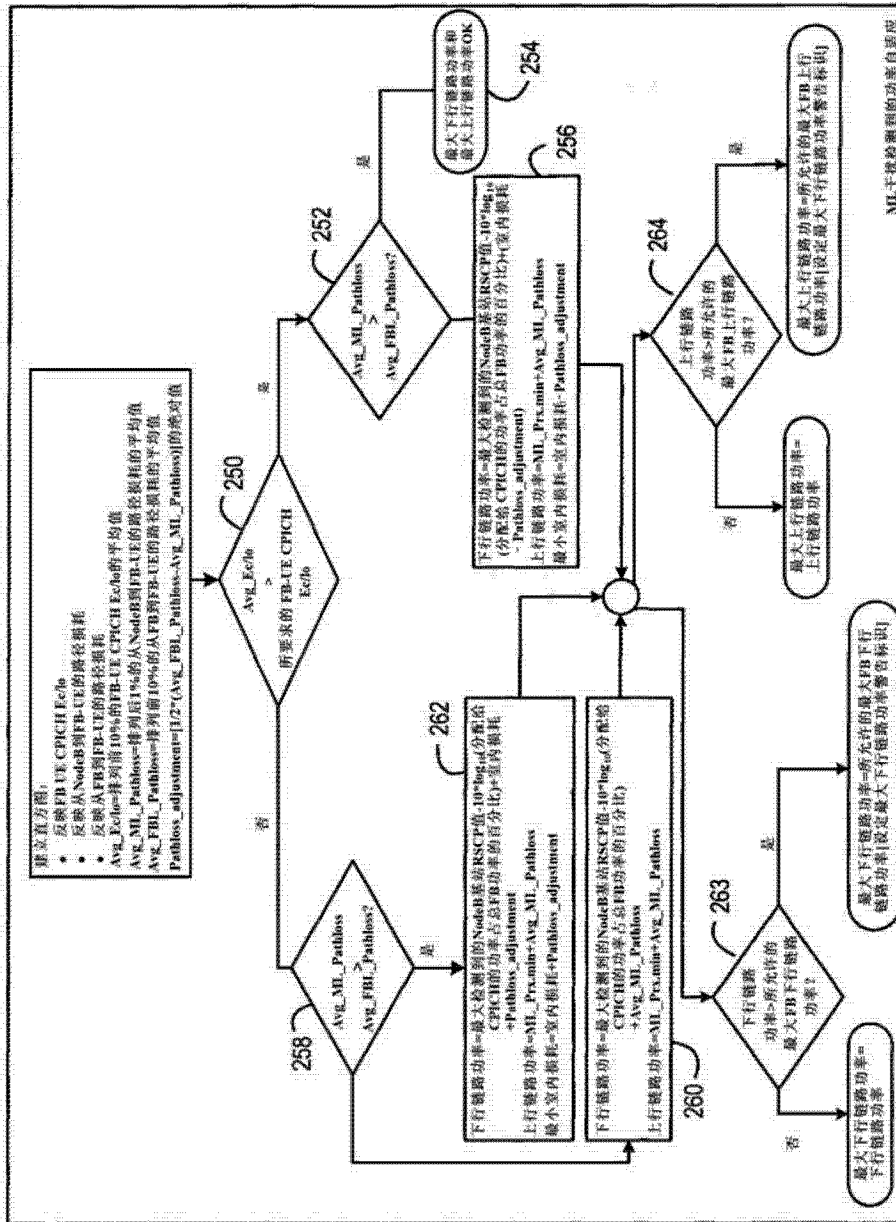 建立直方图：
• 反映FB UE CPICH Ec/Io
• 反映从NodeB到FB-UE的路径损耗
• 反映从FB到FB-UE的路径损耗
Avg_Ec/Io=排列前10%的FB-UE CPICH Ec/Io的平均值
Avg_ML_Pathloss=排列后1%的从NodeB到FB-UE的路径损耗的平均值
Avg_FBL_Pathloss=排列前10%的从FB到FB-UE的路径损耗的平均值
Pathloss_adjustment=[1/2*(Avg_FBL_Pathloss-Avg_ML_Pathloss)]的绝对值
250
Avg_Ec/Io
>
所要求的 FB-UE CPICH
Ec/Io
否
是
258
Avg_ML_Pathloss
>
Avg_FBL_Pathloss?
是
252
Avg_ML_Pathloss
>
Avg_FBL_Pathloss?
是
最大下行链路功率和
最大上行链路功率OK
254
262
下行链路功率=最大检测到的NodeB基站RSCP值-10*log10(分配给
CPICH的功率占总FB功率的百分比)+室内损耗
+Pathloss_adjustment
上行链路功率=ML_Prx.min+Avg_ML_Pathloss
最小室内损耗=室内损耗+Pathloss_adjustment
256
下行链路功率=最大检测到的NodeB基站RSCP值-10*log10
(分配给CPICH的功率占总FB功率的百分比)+(室内损耗
- Pathloss_adjustment)
上行链路功率=ML_Prx.min+Avg_ML_Pathloss
最小室内损耗=室内损耗-Pathloss_adjustment
下行链路功率=最大检测到的NodeB基站RSCP值-10*log10(分配给
CPICH的功率占总FB功率的百分比)
+Avg_ML_Pathloss
上行链路功率=ML_Prx.min+Avg_ML_Pathloss
260
263
下行链路
功率>所允许的
最大FB下行链路
功率?
否
是
最大下行链路功率=
下行链路功率
最大下行链路功率=所允许的最大FB下行
链路功率[设定最大下行链路功率警告标识]
264
上行链路
功率>所允许的
最大FB上行链路
功率?
否
是
最大上行链路功率=
上行链路功率
最大上行链路功率=所允许的最大FB上行
链路功率[设定最大下行链路功率警告标识]
ML干扰检测到的功率自适应